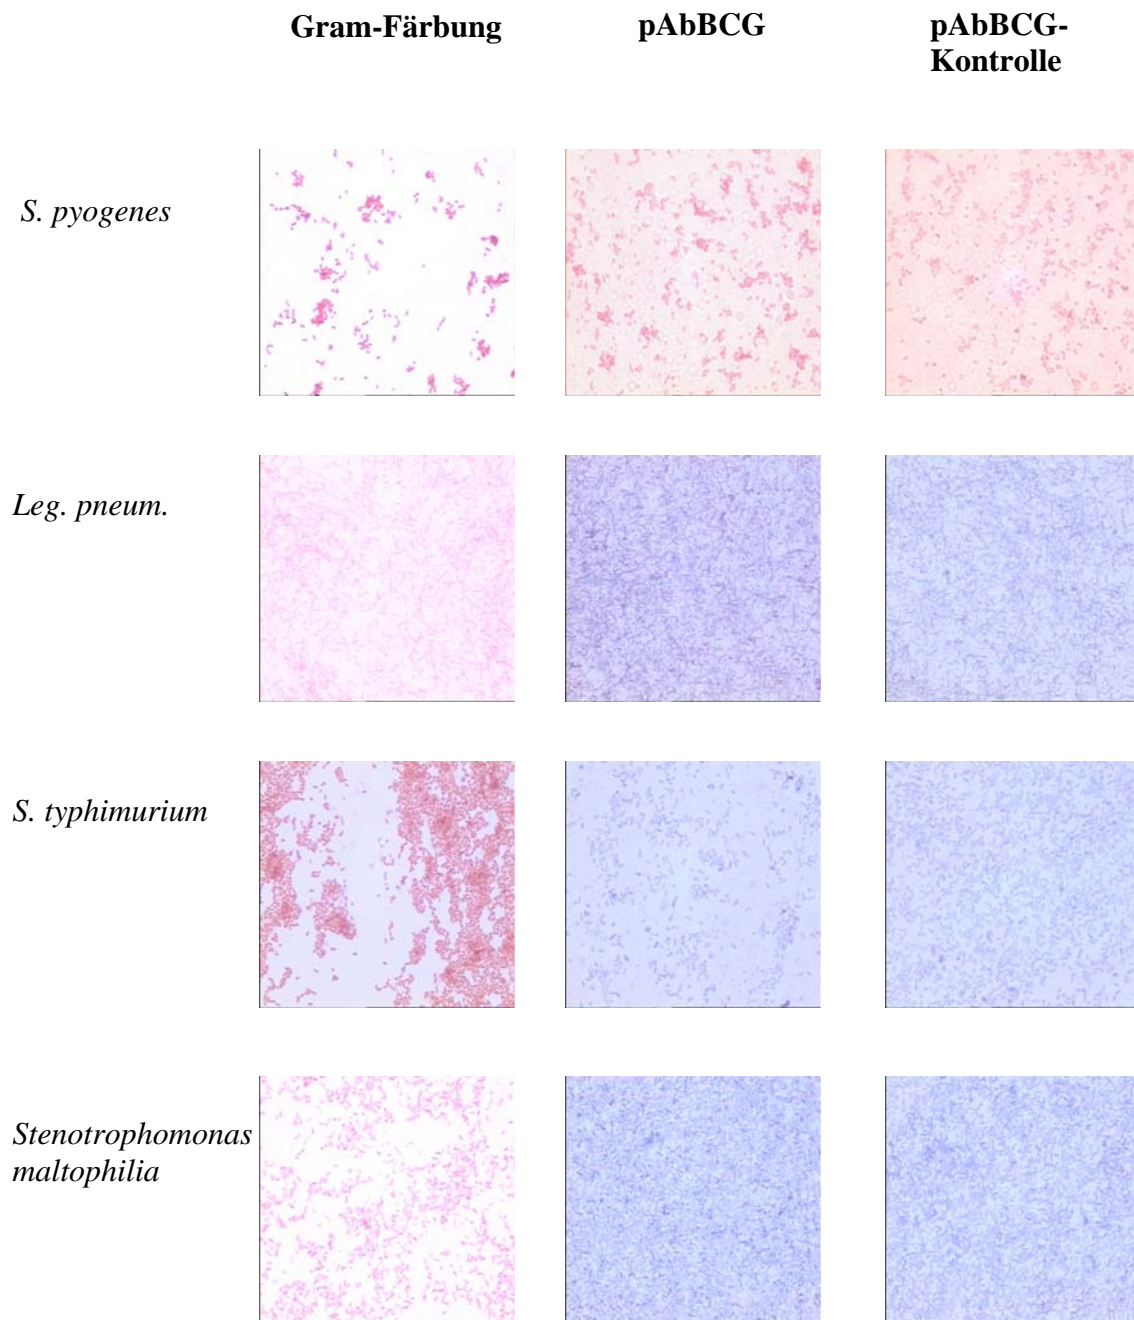 Gram-Färbung
pAbBCG
pAbBCG-
Kontrolle
S. pyogenes
Leg. pneum.
S. typhimurium
Stenotrophomonas
maltophilia